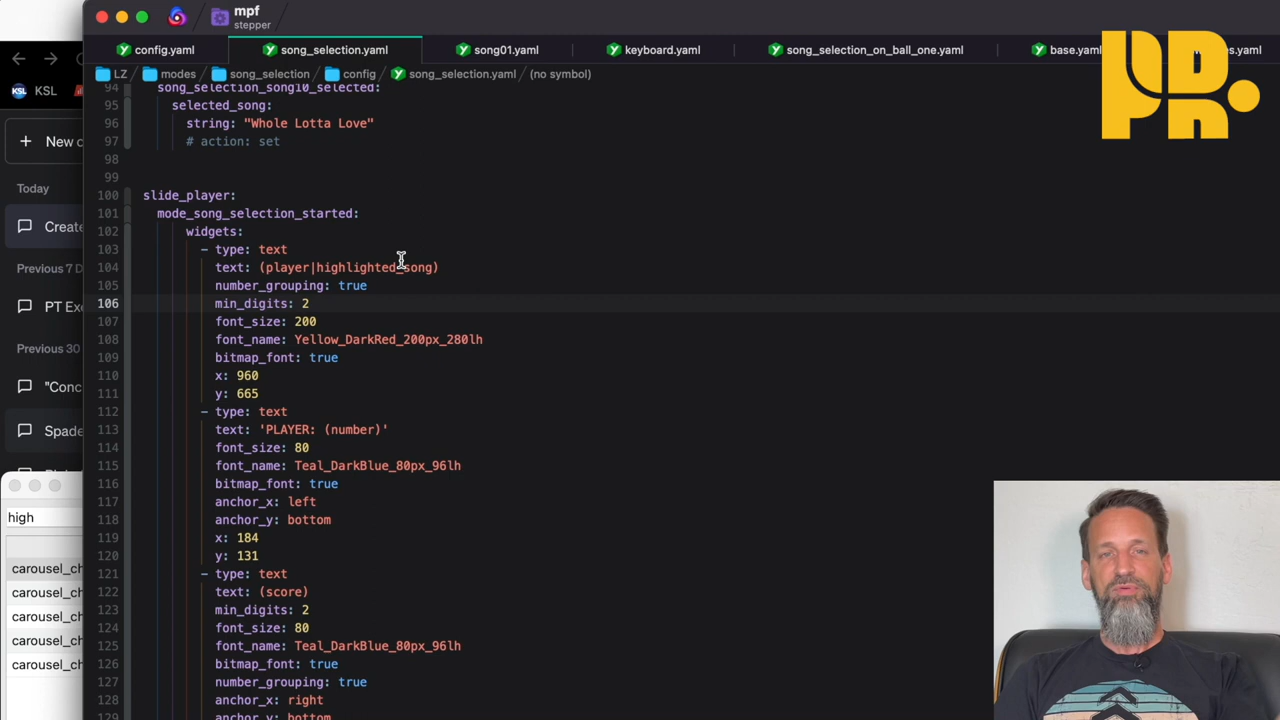 mpf
stepper
config.yaml
song_selection.yaml
song01.yaml
keyboard.yaml
song_selection_on_ball_one.yaml
base.yaml
LZ
modes
song_selection
config
song_selection.yaml
(no symbol)
KSL
New c
Today
Create
Previous 7 D
PT Exe
Previous 30
"Conc
Spade
high
carousel_ch
carousel_ch
carousel_ch
carousel_ch
carousel_ch
94 song_selection_song10_selected:
95 selected_song:
96 string: "Whole Lotta Love"
97 # action: set
98
99
100 slide_player:
101 mode_song_selection_started:
102 widgets:
103 - type: text
104 text: (player|highlighted_song)
105 number_grouping: true
106 min_digits: 2
107 font_size: 200
108 font_name: Yellow_DarkRed_200px_280lh
109 bitmap_font: true
110 x: 960
111 y: 665
112 - type: text
113 text: 'PLAYER: (number)'
114 font_size: 80
115 font_name: Teal_DarkBlue_80px_96lh
116 bitmap_font: true
117 anchor_x: left
118 anchor_y: bottom
119 x: 184
120 y: 131
121 - type: text
122 text: (score)
123 min_digits: 2
124 font_size: 80
125 font_name: Teal_DarkBlue_80px_96lh
126 bitmap_font: true
127 number_grouping: true
128 anchor_x: right
129 anchor_y: bottom